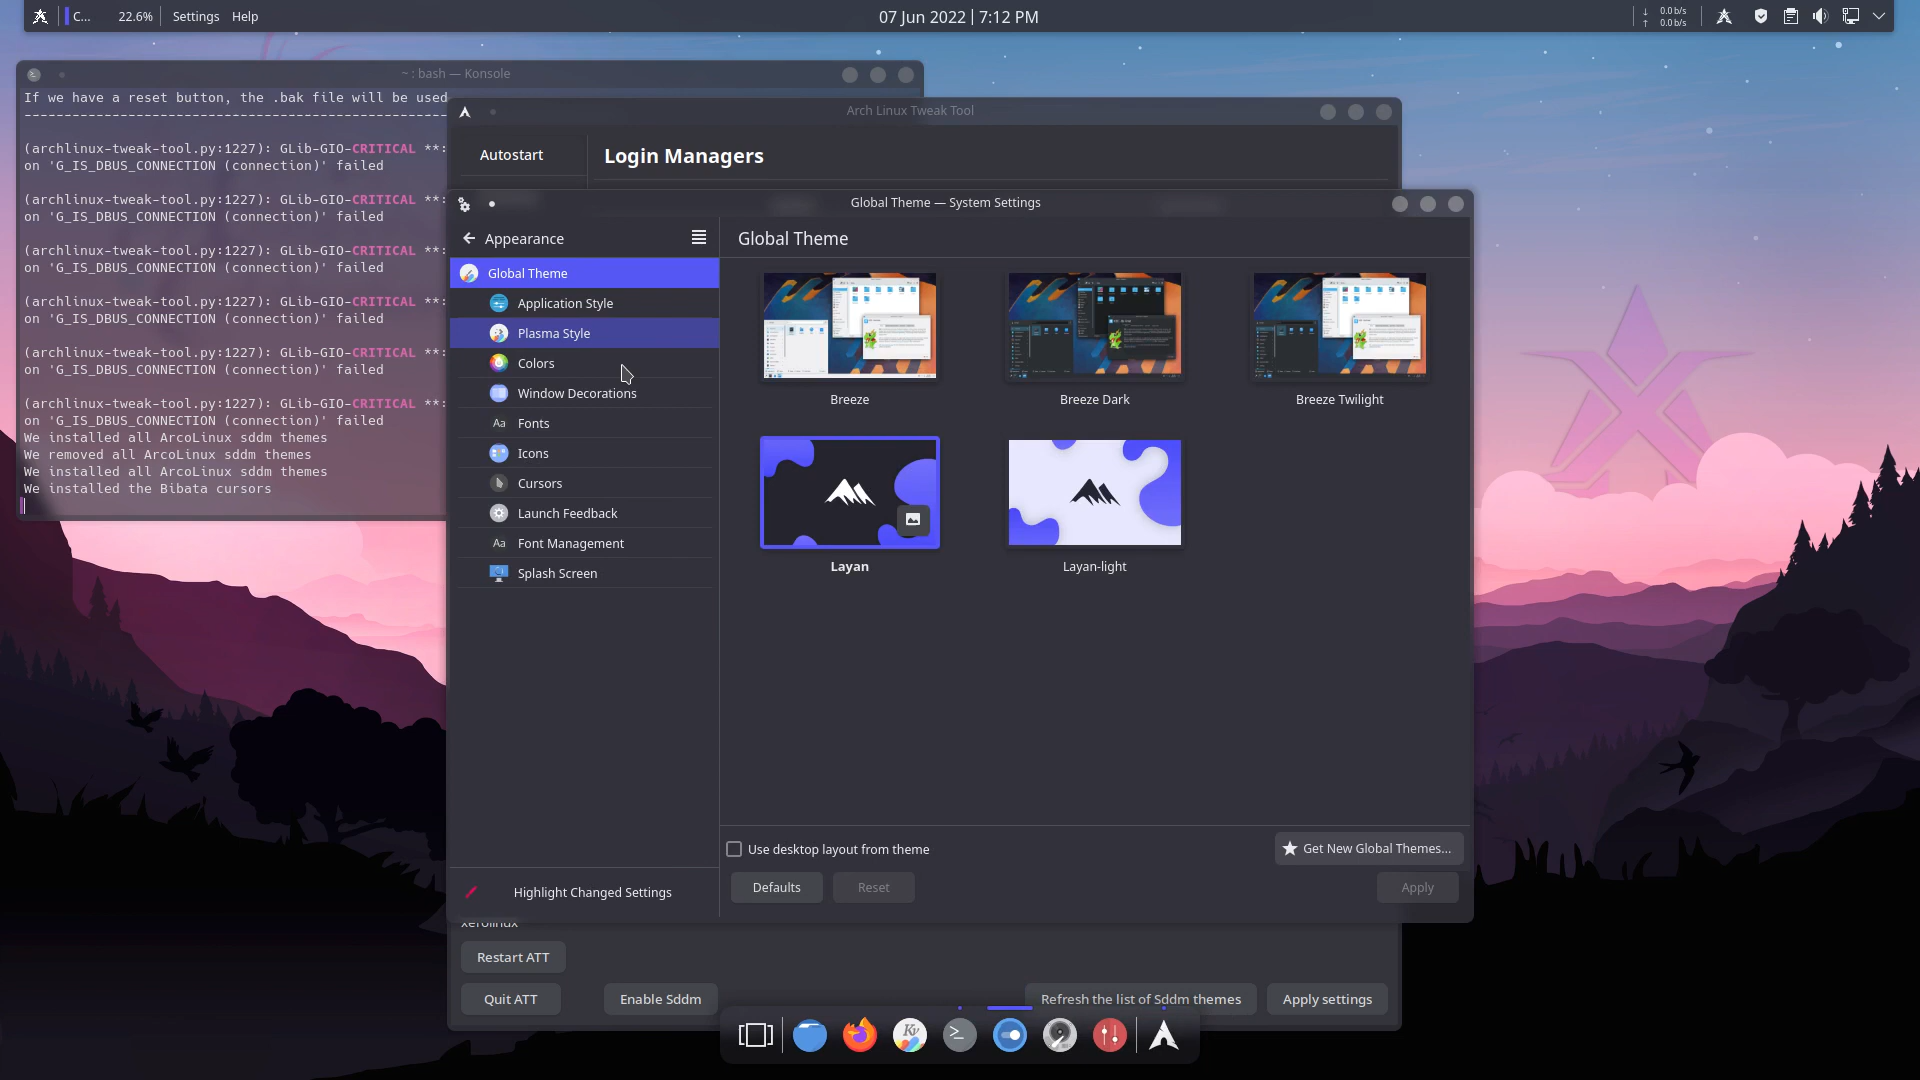 C...
22.6%
Settings
Help
07 Jun 2022 | 7:12 PM
↓ 0.0 b/s
↑ 0.0 b/s
~ : bash — Konsole
If we have a reset button, the .bak file will be used
-----------------------------------------------------
(archlinux-tweak-tool.py:1227): GLib-GIO-CRITICAL **:
on 'G_IS_DBUS_CONNECTION (connection)' failed
(archlinux-tweak-tool.py:1227): GLib-GIO-CRITICAL **:
on 'G_IS_DBUS_CONNECTION (connection)' failed
(archlinux-tweak-tool.py:1227): GLib-GIO-CRITICAL **:
on 'G_IS_DBUS_CONNECTION (connection)' failed
(archlinux-tweak-tool.py:1227): GLib-GIO-CRITICAL **:
on 'G_IS_DBUS_CONNECTION (connection)' failed
(archlinux-tweak-tool.py:1227): GLib-GIO-CRITICAL **:
on 'G_IS_DBUS_CONNECTION (connection)' failed
(archlinux-tweak-tool.py:1227): GLib-GIO-CRITICAL **:
on 'G_IS_DBUS_CONNECTION (connection)' failed
We installed all ArcoLinux sddm themes
We removed all ArcoLinux sddm themes
We installed all ArcoLinux sddm themes
We installed the Bibata cursors
Arch Linux Tweak Tool
Autostart
Login Managers
Global Theme — System Settings
Appearance
Global Theme
Application Style
Plasma Style
Colors
Window Decorations
Aa Fonts
Icons
Cursors
Launch Feedback
Aa Font Management
Splash Screen
Highlight Changed Settings
Global Theme
Breeze
Breeze Dark
Breeze Twilight
Layan
Layan-light
Use desktop layout from theme
Get New Global Themes...
Defaults
Reset
Apply
xerolinux
Restart ATT
Quit ATT
Enable Sddm
Refresh the list of Sddm themes
Apply settings
Kv